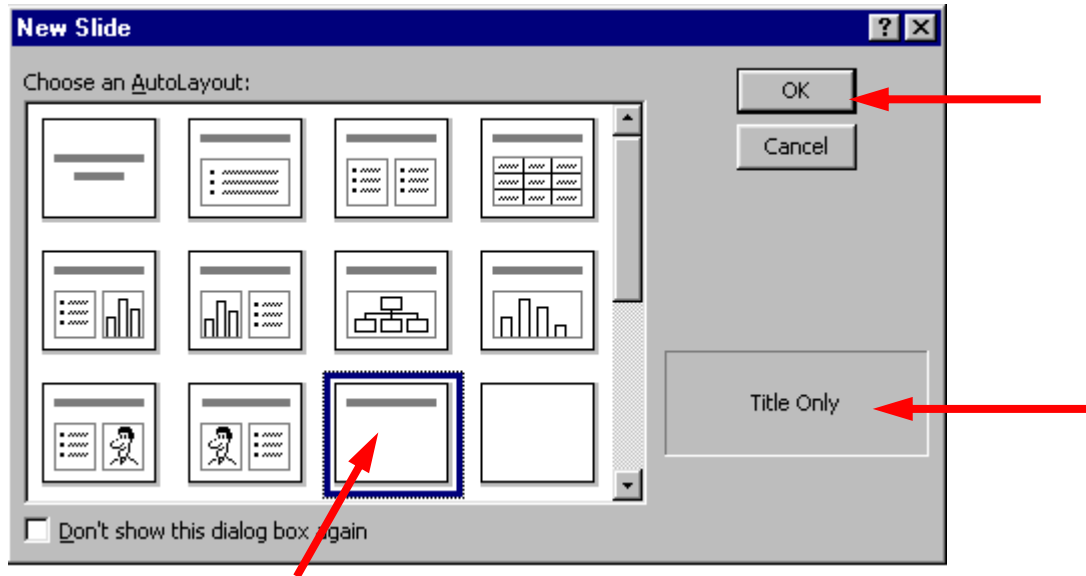 New Slide
Choose an AutoLayout:
OK
Cancel
Title Only
Don't show this dialog box again